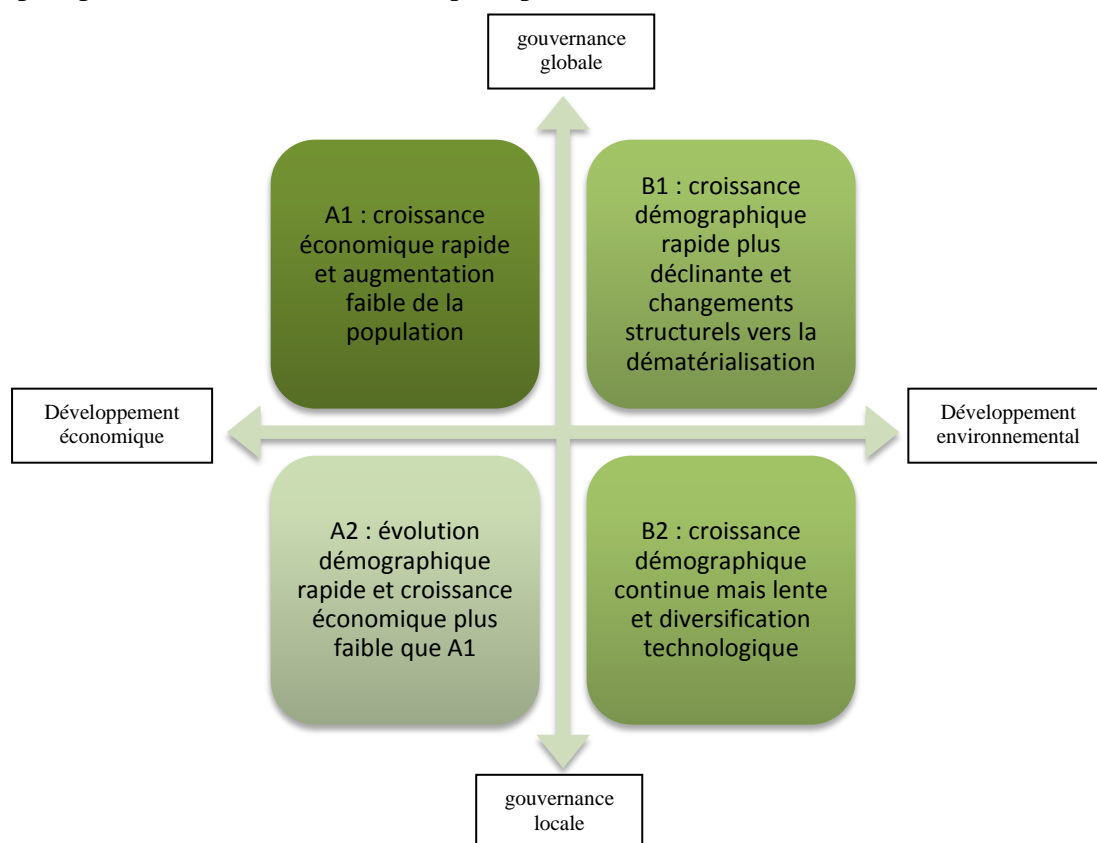 gouvernance
globale
A1 : croissance
économique rapide
et augmentation
faible de la
population
B1 : croissance
démographique
rapide plus
déclinante et
changements
structurels vers la
dématérialisation
Développement
économique
Développement
environnemental
A2 : évolution
démographique
rapide et croissance
économique plus
faible que A1
B2 : croissance
démographique
continue mais lente
et diversification
technologique
gouvernance
locale